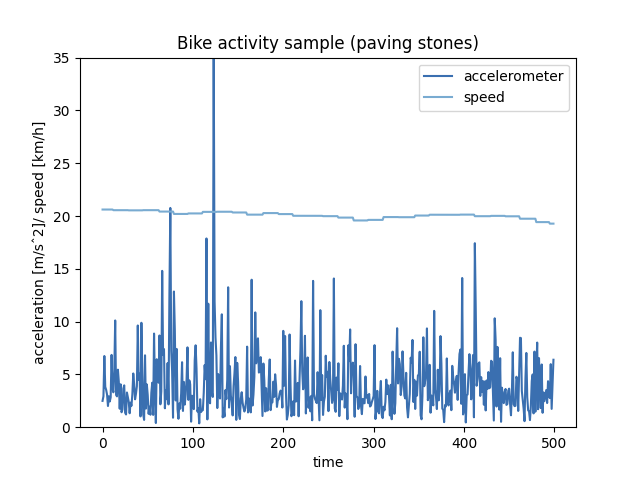 Bike activity sample (paving stones)
accelerometer
speed
35
30
25
20
15
10
5
0
acceleration [m/s^2]/ speed [km/h]
0 100 200 300 400 500
time